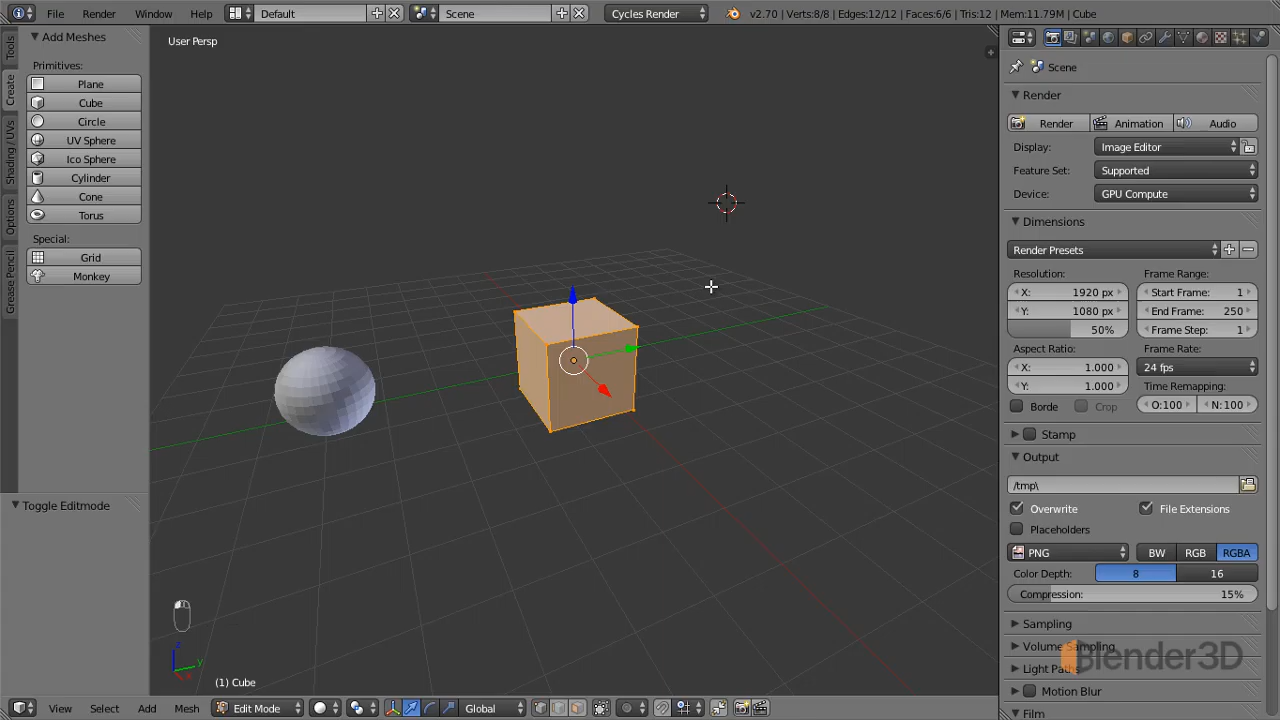 File Render Window Help Default Scene Cycles Render v2.70 | Verts:8/8 | Edges:12/12 | Faces:6/6 | Tris:12 | Mem:11.79M | Cube
Tools
Create
Shading / UVs
Options
Grease Pencil
Add Meshes
Primitives:
Plane
Cube
Circle
UV Sphere
Ico Sphere
Cylinder
Cone
Torus
Special:
Grid
Monkey
Toggle Editmode
User Persp
z
y
x
(1) Cube
View Select Add Mesh Edit Mode Global
Scene
Render
Render Animation Audio
Display: Image Editor
Feature Set: Supported
Device: GPU Compute
Dimensions
Render Presets
Resolution: Frame Range:
X: 1920 px Start Frame: 1
Y: 1080 px End Frame: 250
50% Frame Step: 1
Aspect Ratio: Frame Rate:
X: 1.000 24 fps
Y: 1.000 Time Remapping:
Borde Crop O:100 N:100
Stamp
Output
/tmp\
Overwrite File Extensions
Placeholders
PNG BW RGB RGBA
Color Depth: 8 16
Compression: 15%
Sampling
Volume Sampling
Light Paths
Blender3D
Motion Blur
Film